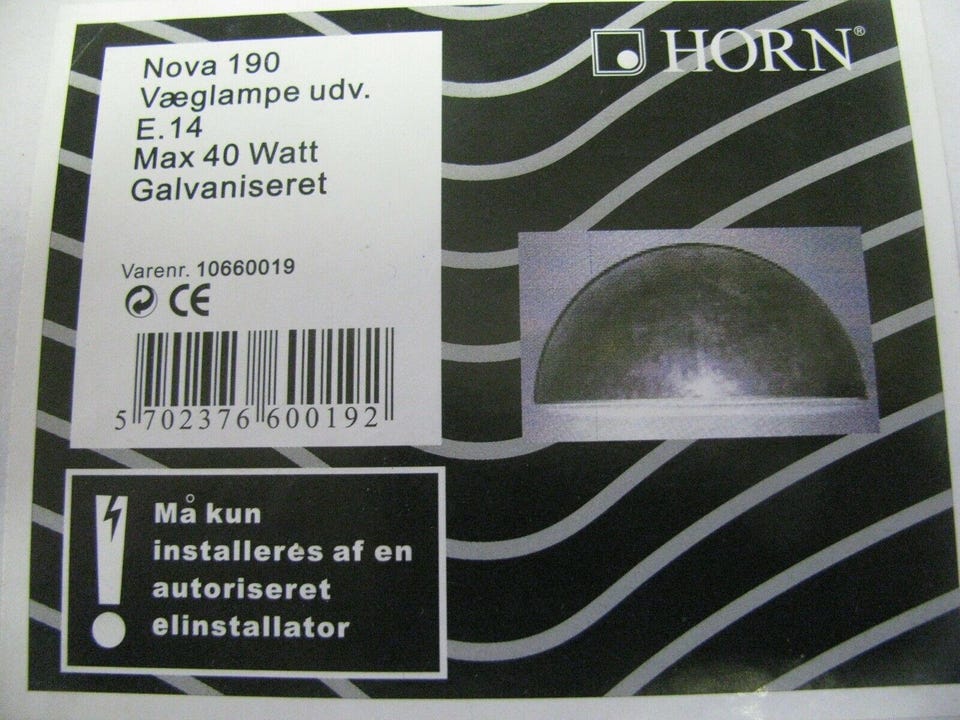 HORN®
Nova 190
Væglampe udv.
E.14
Max 40 Watt
Galvaniseret
Varenr. 10660019
CE
5 702376 600192
Må kun
installeres af en
autoriseret
elinstallator